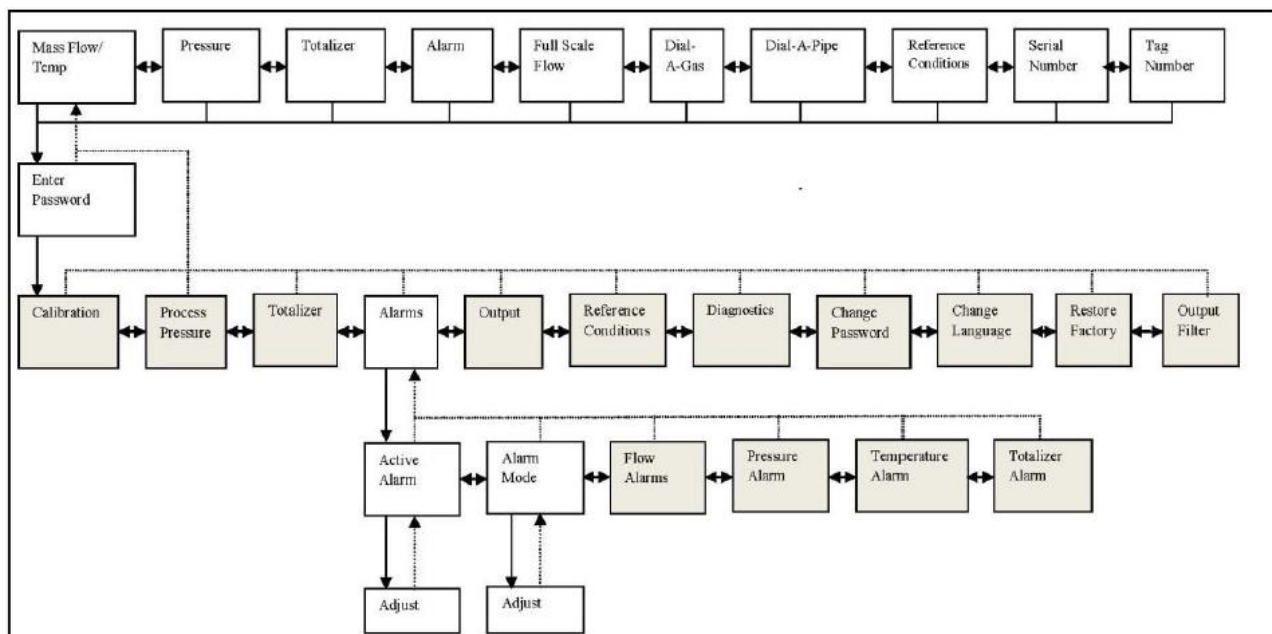 Mass Flow/
Temp
Pressure
Totalizer
Alarm
Full Scale
Flow
Dial-
A-Gas
Dial-A-Pipe
Reference
Conditions
Serial
Number
Tag
Number
Enter
Password
Calibration
Process
Pressure
Totalizer
Alarms
Output
Reference
Conditions
Diagnostics
Change
Password
Change
Language
Restore
Factory
Output
Filter
Active
Alarm
Alarm
Mode
Flow
Alarms
Pressure
Alarm
Temperature
Alarm
Totalizer
Alarm
Adjust
Adjust